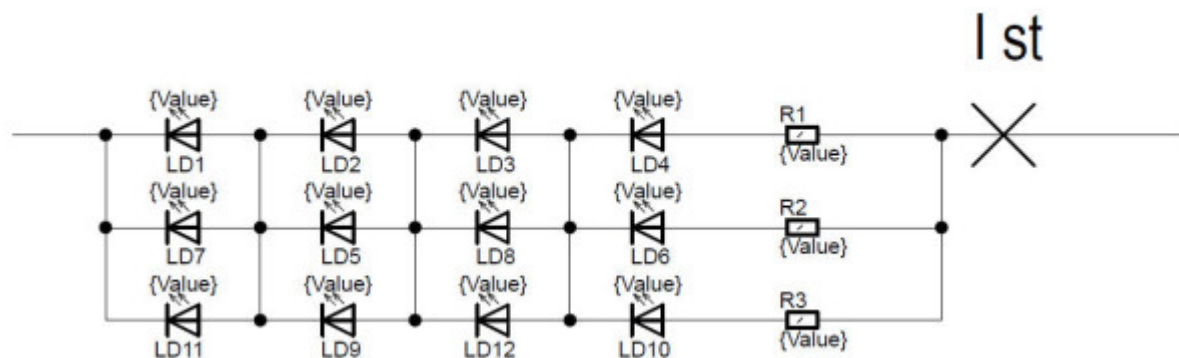 I st
{Value} {Value} {Value} {Value} R1
LD1 LD2 LD3 LD4 {Value}
{Value} {Value} {Value} {Value} R2
LD7 LD5 LD8 LD6 {Value}
{Value} {Value} {Value} {Value} R3
LD11 LD9 LD12 LD10 {Value}